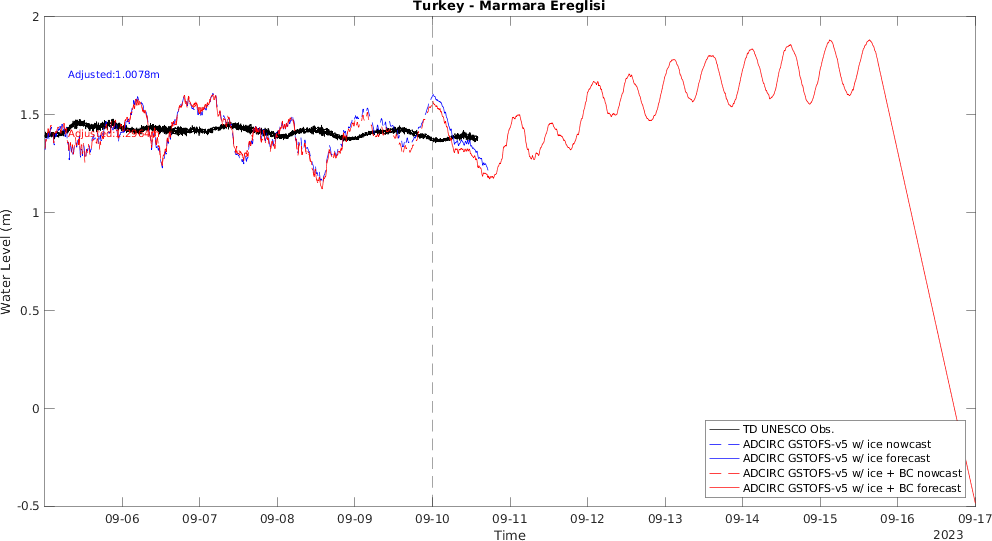 Turkey - Marmara Ereglisi
Water Level (m)
2
1.5
1
0.5
0
-0.5
Adjusted:1.0078m
TD UNESCO Obs.
ADCIRC GSTOFS-v5 w/ ice nowcast
ADCIRC GSTOFS-v5 w/ ice forecast
ADCIRC GSTOFS-v5 w/ ice + BC nowcast
ADCIRC GSTOFS-v5 w/ ice + BC forecast
09-06 09-07 09-08 09-09 09-10 09-11 09-12 09-13 09-14 09-15 09-16 09-17
Time
2023